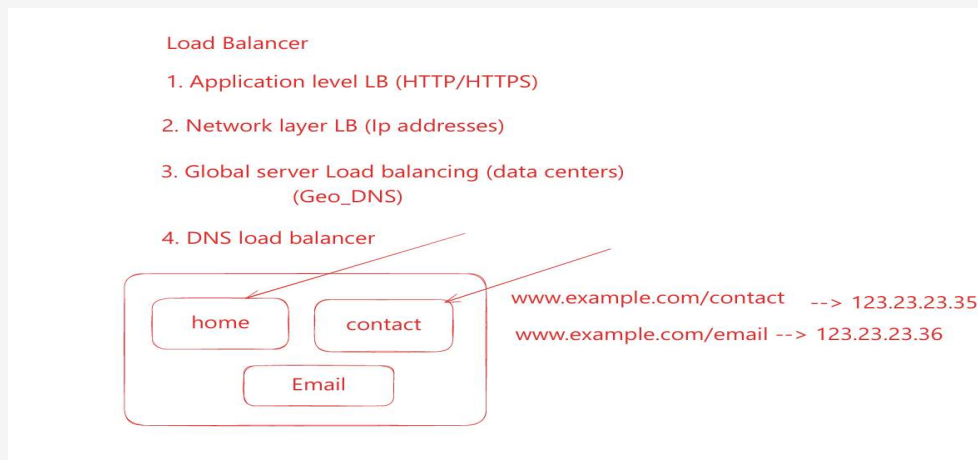 Load Balancer
1. Application level LB (HTTP/HTTPS)
2. Network layer LB (Ip addresses)
3. Global server Load balancing (data centers)
(Geo_DNS)
4. DNS load balancer
home
contact
Email
www.example.com/contact --> 123.23.23.35
www.example.com/email --> 123.23.23.36